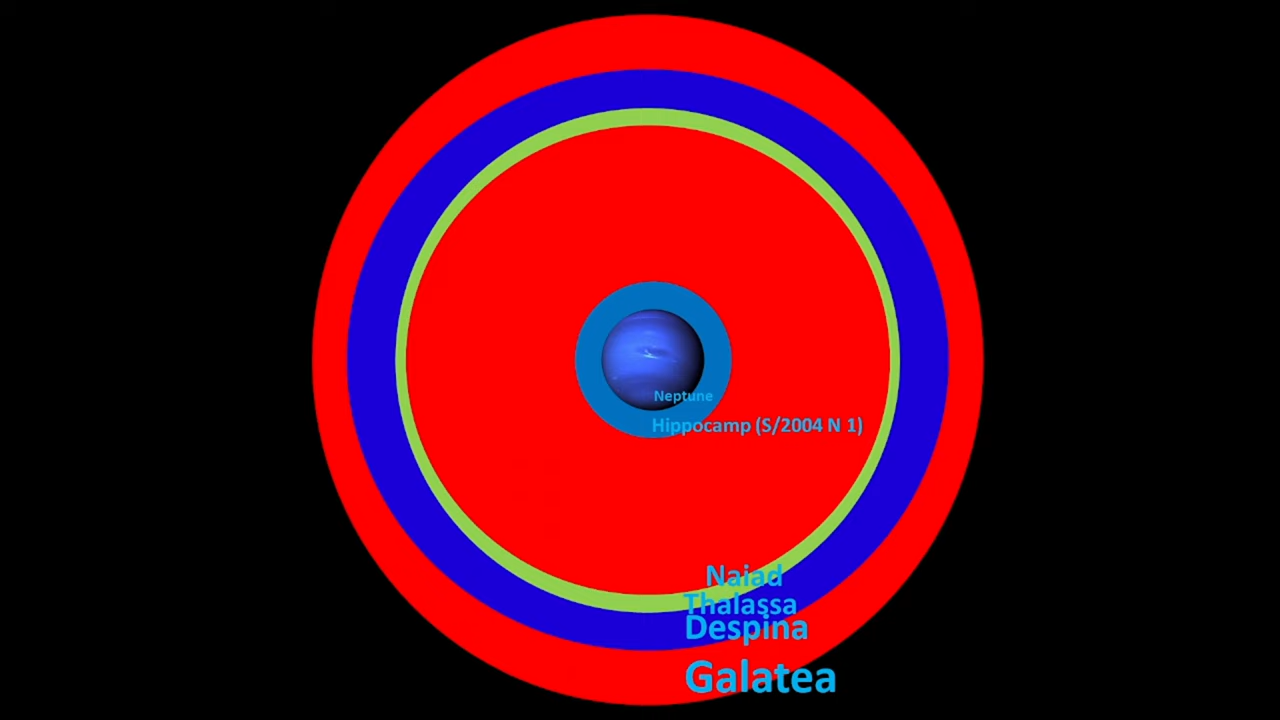 Neptune
Hippocamp (S/2004 N 1)
Naiad
Thalassa
Despina
Galatea